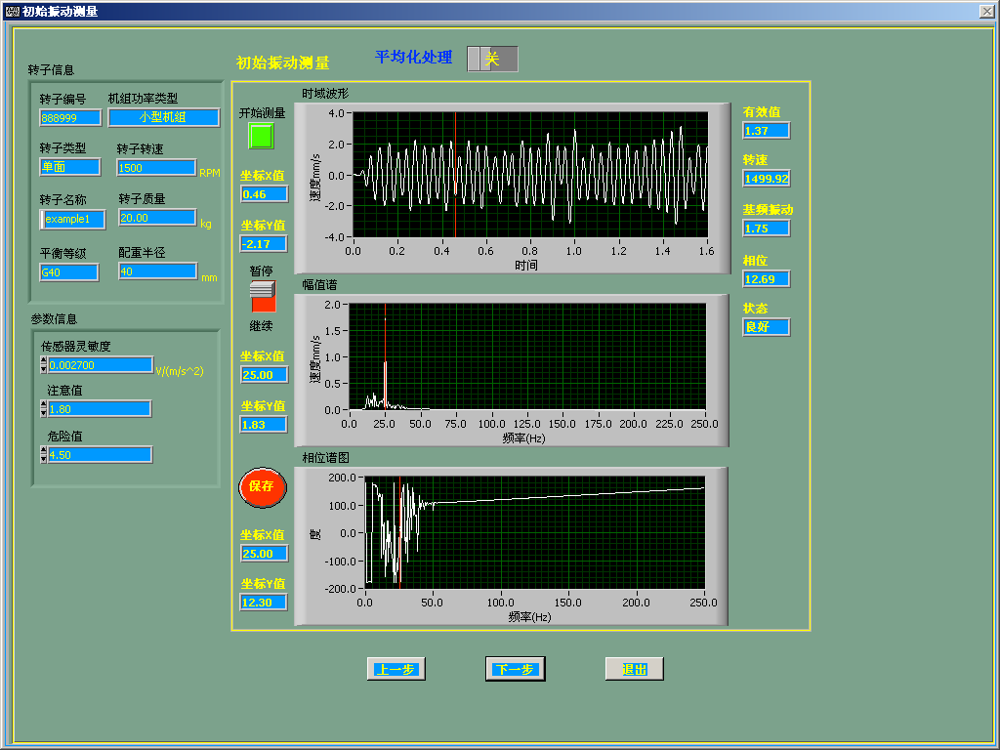 初始振动测量
初始振动测量
平均化处理
关
转子信息
转子编号
机组功率类型
888999
小型机组
转子类型
转子转速
单面
1500
RPM
转子名称
转子质量
example1
20.00
kg
平衡等级
配重半径
G40
40
mm
参数信息
传感器灵敏度
0.002700
V/(m/s^2)
注意值
1.80
危险值
4.50
开始测量
坐标X值
0.46
坐标Y值
-2.17
暂停
继续
坐标X值
25.00
坐标Y值
1.83
保存
坐标X值
25.00
坐标Y值
12.30
时域波形
速度mm/s
4.0
2.0
0.0
-2.0
-4.0
0.0 0.2 0.4 0.6 0.8 1.0 1.2 1.4 1.6
时间
幅值谱
速度mm/s
2.0
1.5
1.0
0.5
0.0
0.0 25.0 50.0 75.0 100.0 125.0 150.0 175.0 200.0 225.0 250.0
频率(Hz)
相位谱图
度
200.0
100.0
0.0
-100.0
-200.0
0.0 50.0 100.0 150.0 200.0 250.0
频率(Hz)
有效值
1.37
转速
1499.92
基频振动
1.75
相位
12.69
状态
良好
上一步
下一步
退出